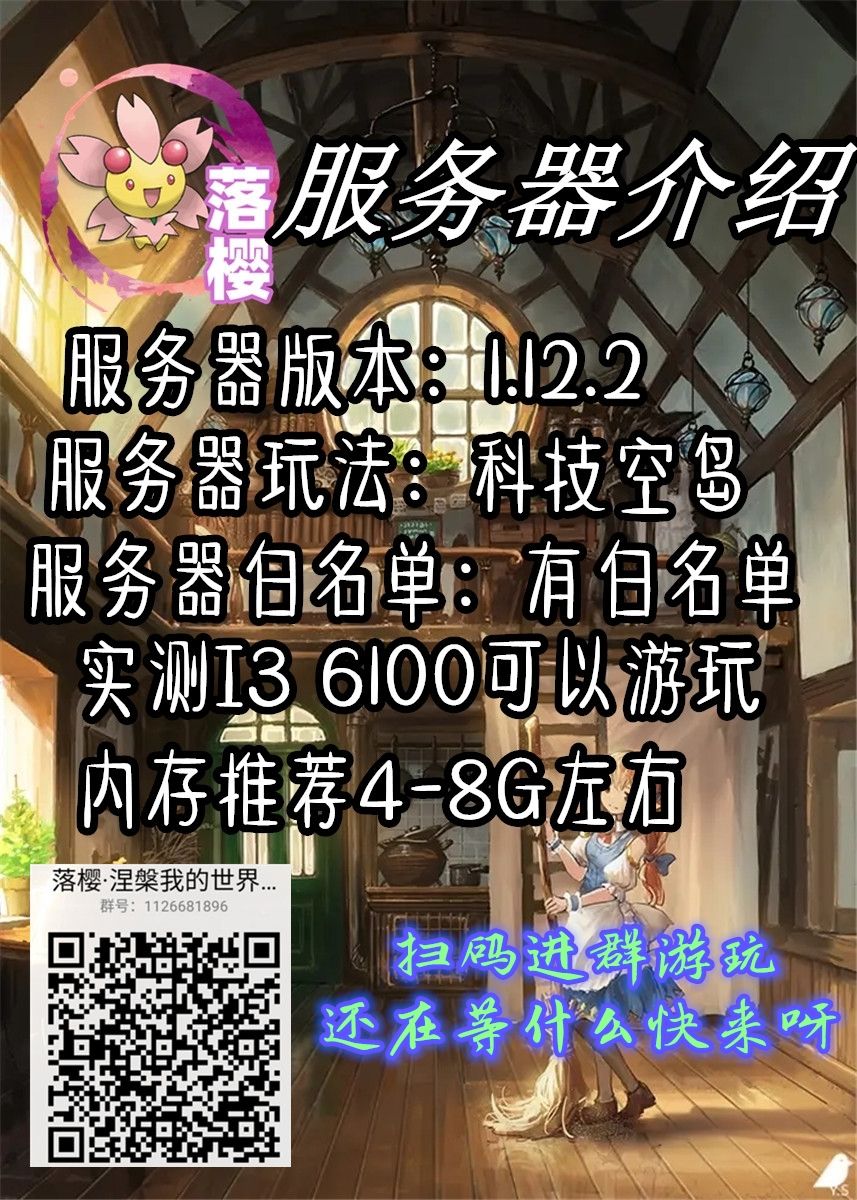 落樱
服务器介绍
服务器版本：1.12.2
服务器玩法：科技空岛
服务器白名单：有白名单
实测I3 6100可以游玩
内存推荐4-8G左右
落樱·涅槃我的世界...
群号：1126681896
扫码进群游玩
还在等什么快来呀
Y.S